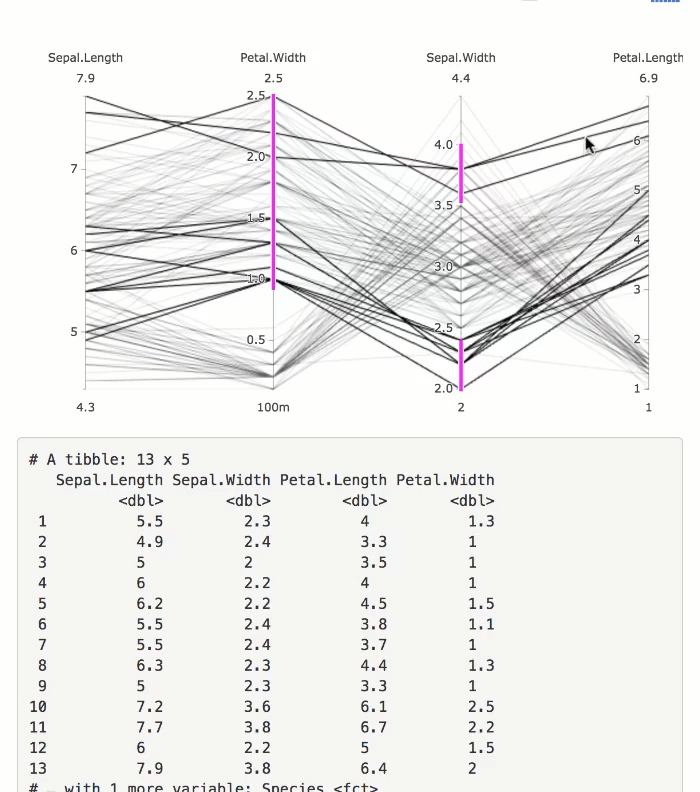 Sepal.Length Petal.Width Sepal.Width Petal.Length
7.9 2.5 4.4 6.9
2.5
4.0 6
7 2.0
3.5 5
1.5
6 4
1.0 3.0
3
2.5
5 0.5 2
2.0 1
4.3 100m 2 1
# A tibble: 13 x 5
Sepal.Length Sepal.Width Petal.Length Petal.Width
<dbl> <dbl> <dbl> <dbl>
1 5.5 2.3 4 1.3
2 4.9 2.4 3.3 1
3 5 2 3.5 1
4 6 2.2 4 1
5 6.2 2.2 4.5 1.5
6 5.5 2.4 3.8 1.1
7 5.5 2.4 3.7 1
8 6.3 2.3 4.4 1.3
9 5 2.3 3.3 1
10 7.2 3.6 6.1 2.5
11 7.7 3.8 6.7 2.2
12 6 2.2 5 1.5
13 7.9 3.8 6.4 2
# … with 1 more variable: Species <fct>